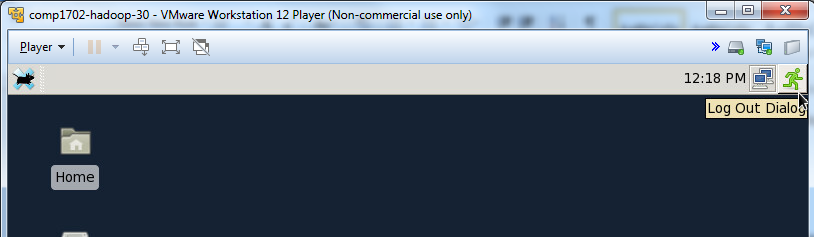 comp1702-hadoop-30 - VMware Workstation 12 Player (Non-commercial use only)
Player
12:18 PM
Log Out Dialog
Home